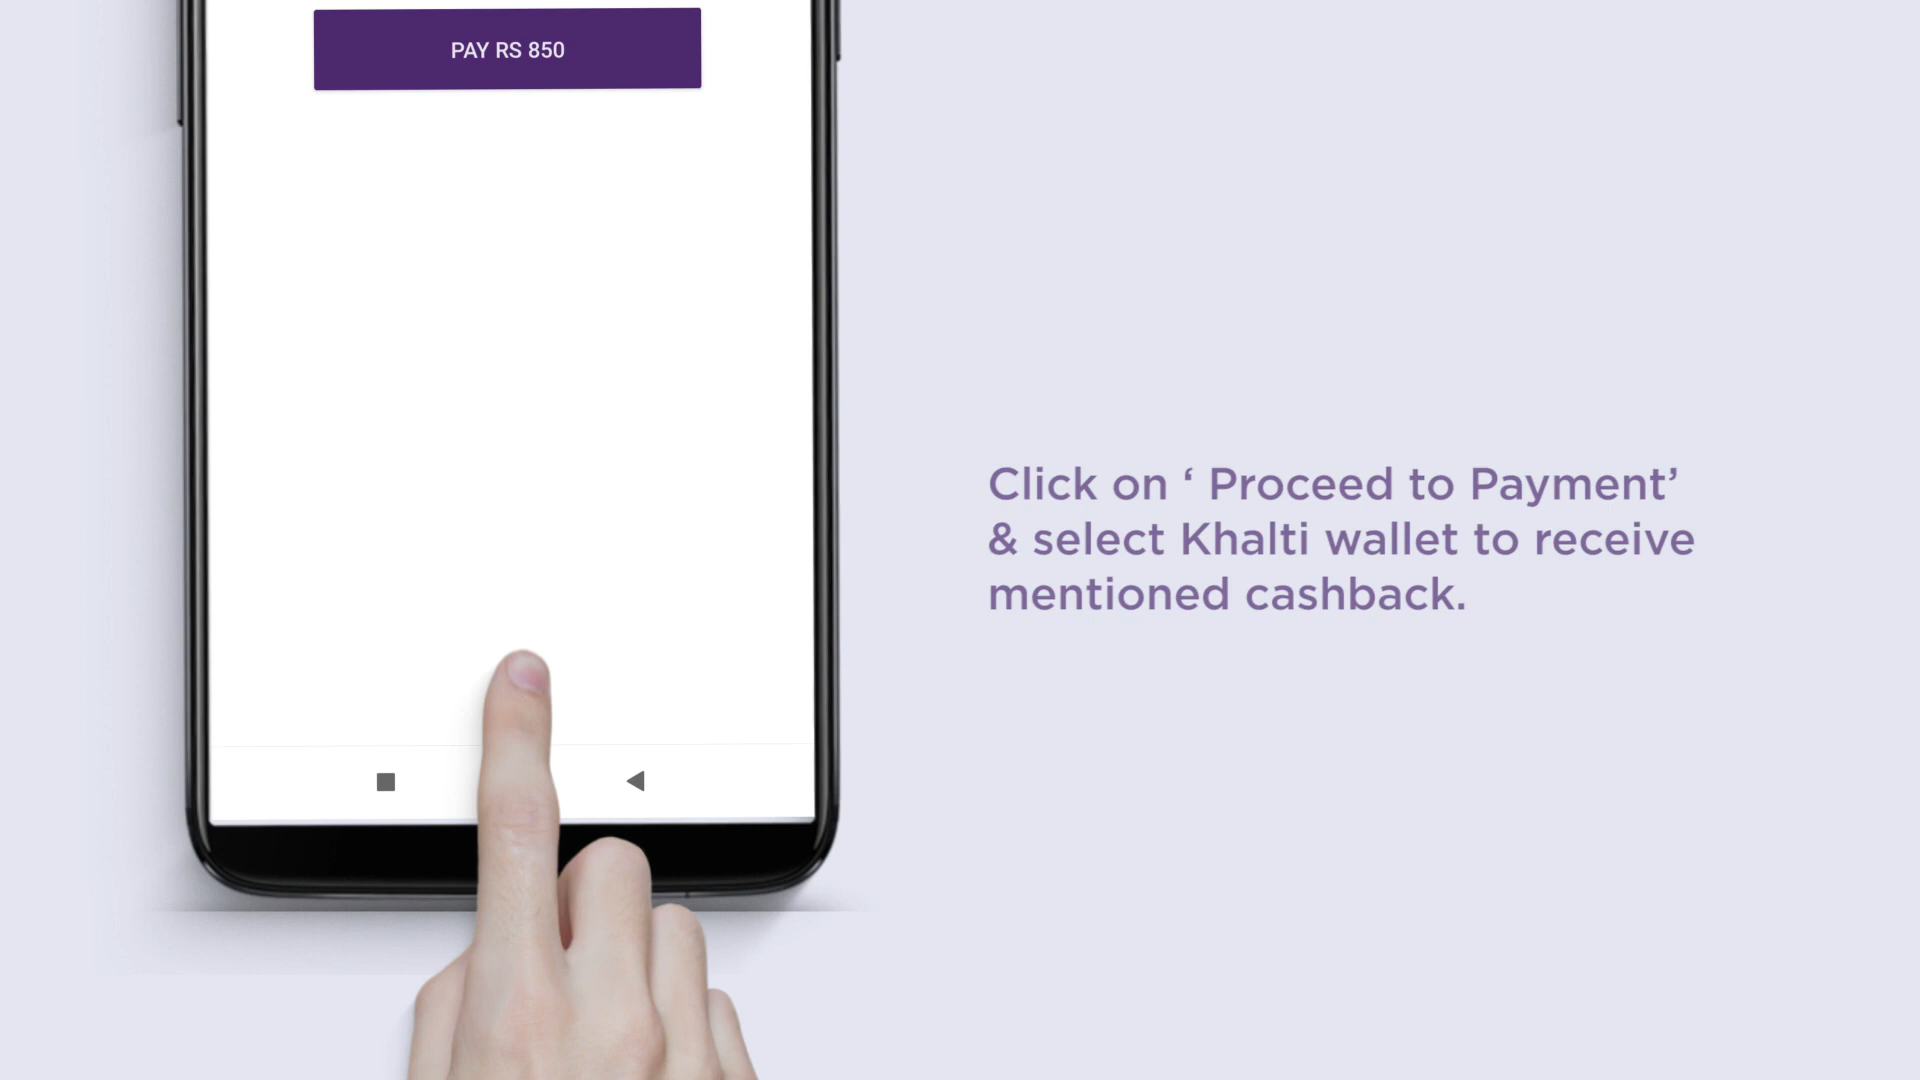 PAY RS 850
Click on ‘ Proceed to Payment’
& select Khalti wallet to receive
mentioned cashback.